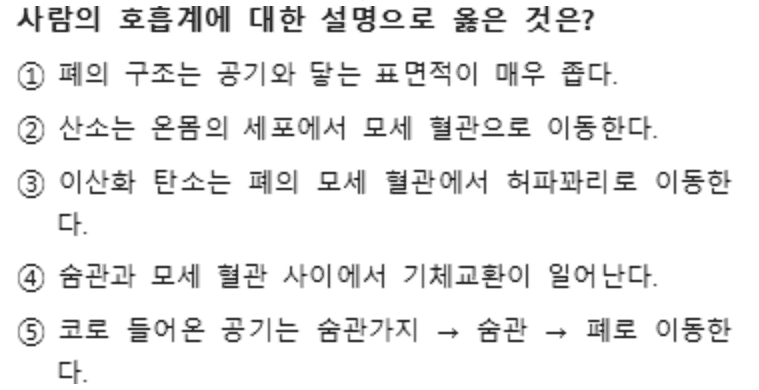 사람의 호흡계에 대한 설명으로 옳은 것은?
① 폐의 구조는 공기와 닿는 표면적이 매우 좁다.
② 산소는 온몸의 세포에서 모세 혈관으로 이동한다.
③ 이산화 탄소는 폐의 모세 혈관에서 허파꽈리로 이동한
다.
④ 숨관과 모세 혈관 사이에서 기체교환이 일어난다.
⑤ 코로 들어온 공기는 숨관가지 → 숨관 → 폐로 이동한
다.